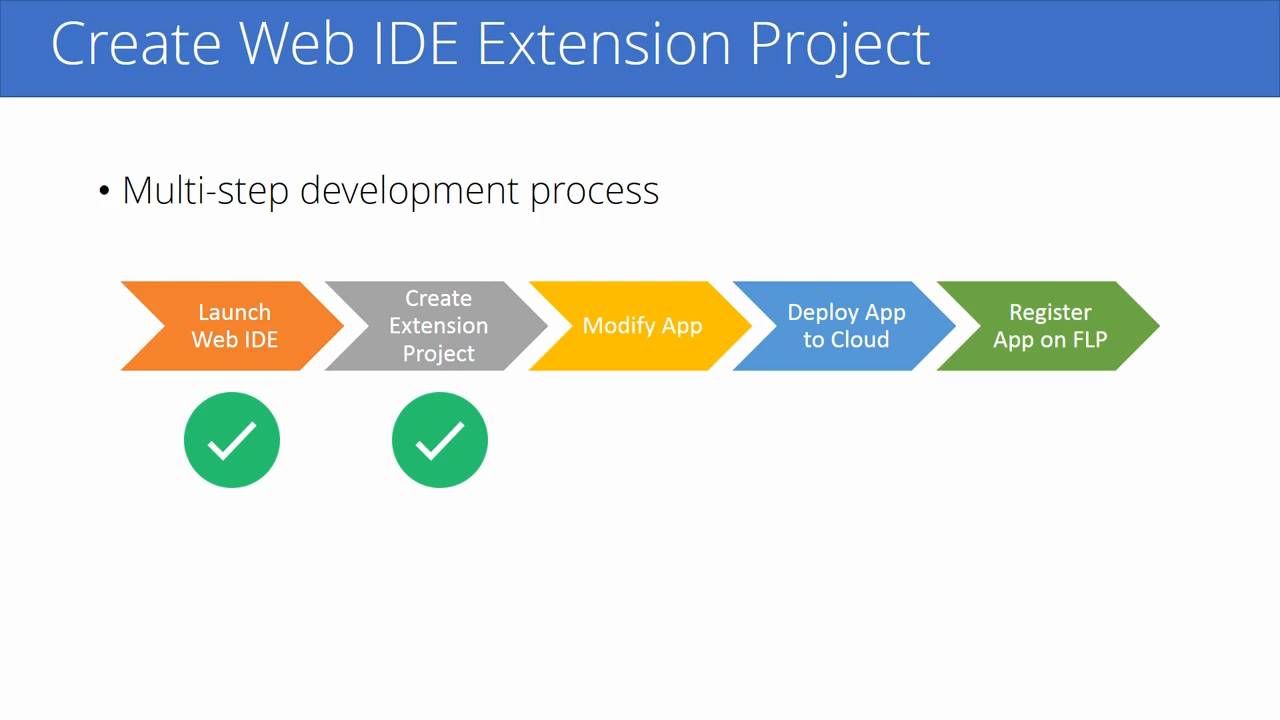 Create Web IDE Extension Project
• Multi-step development process
Launch
Web IDE
Create
Extension
Project
Modify App
Deploy App
to Cloud
Register
App on FLP